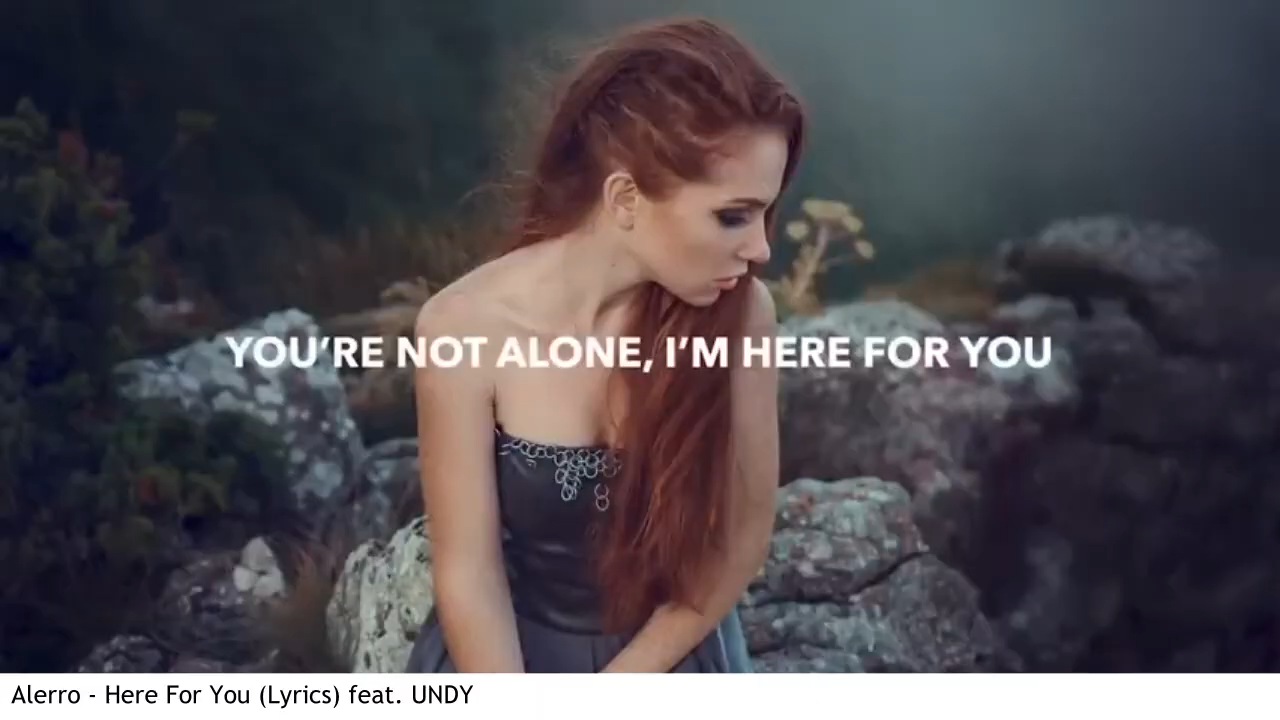 YOU’RE NOT ALONE, I’M HERE FOR YOU
Alerro - Here For You (Lyrics) feat. UNDY